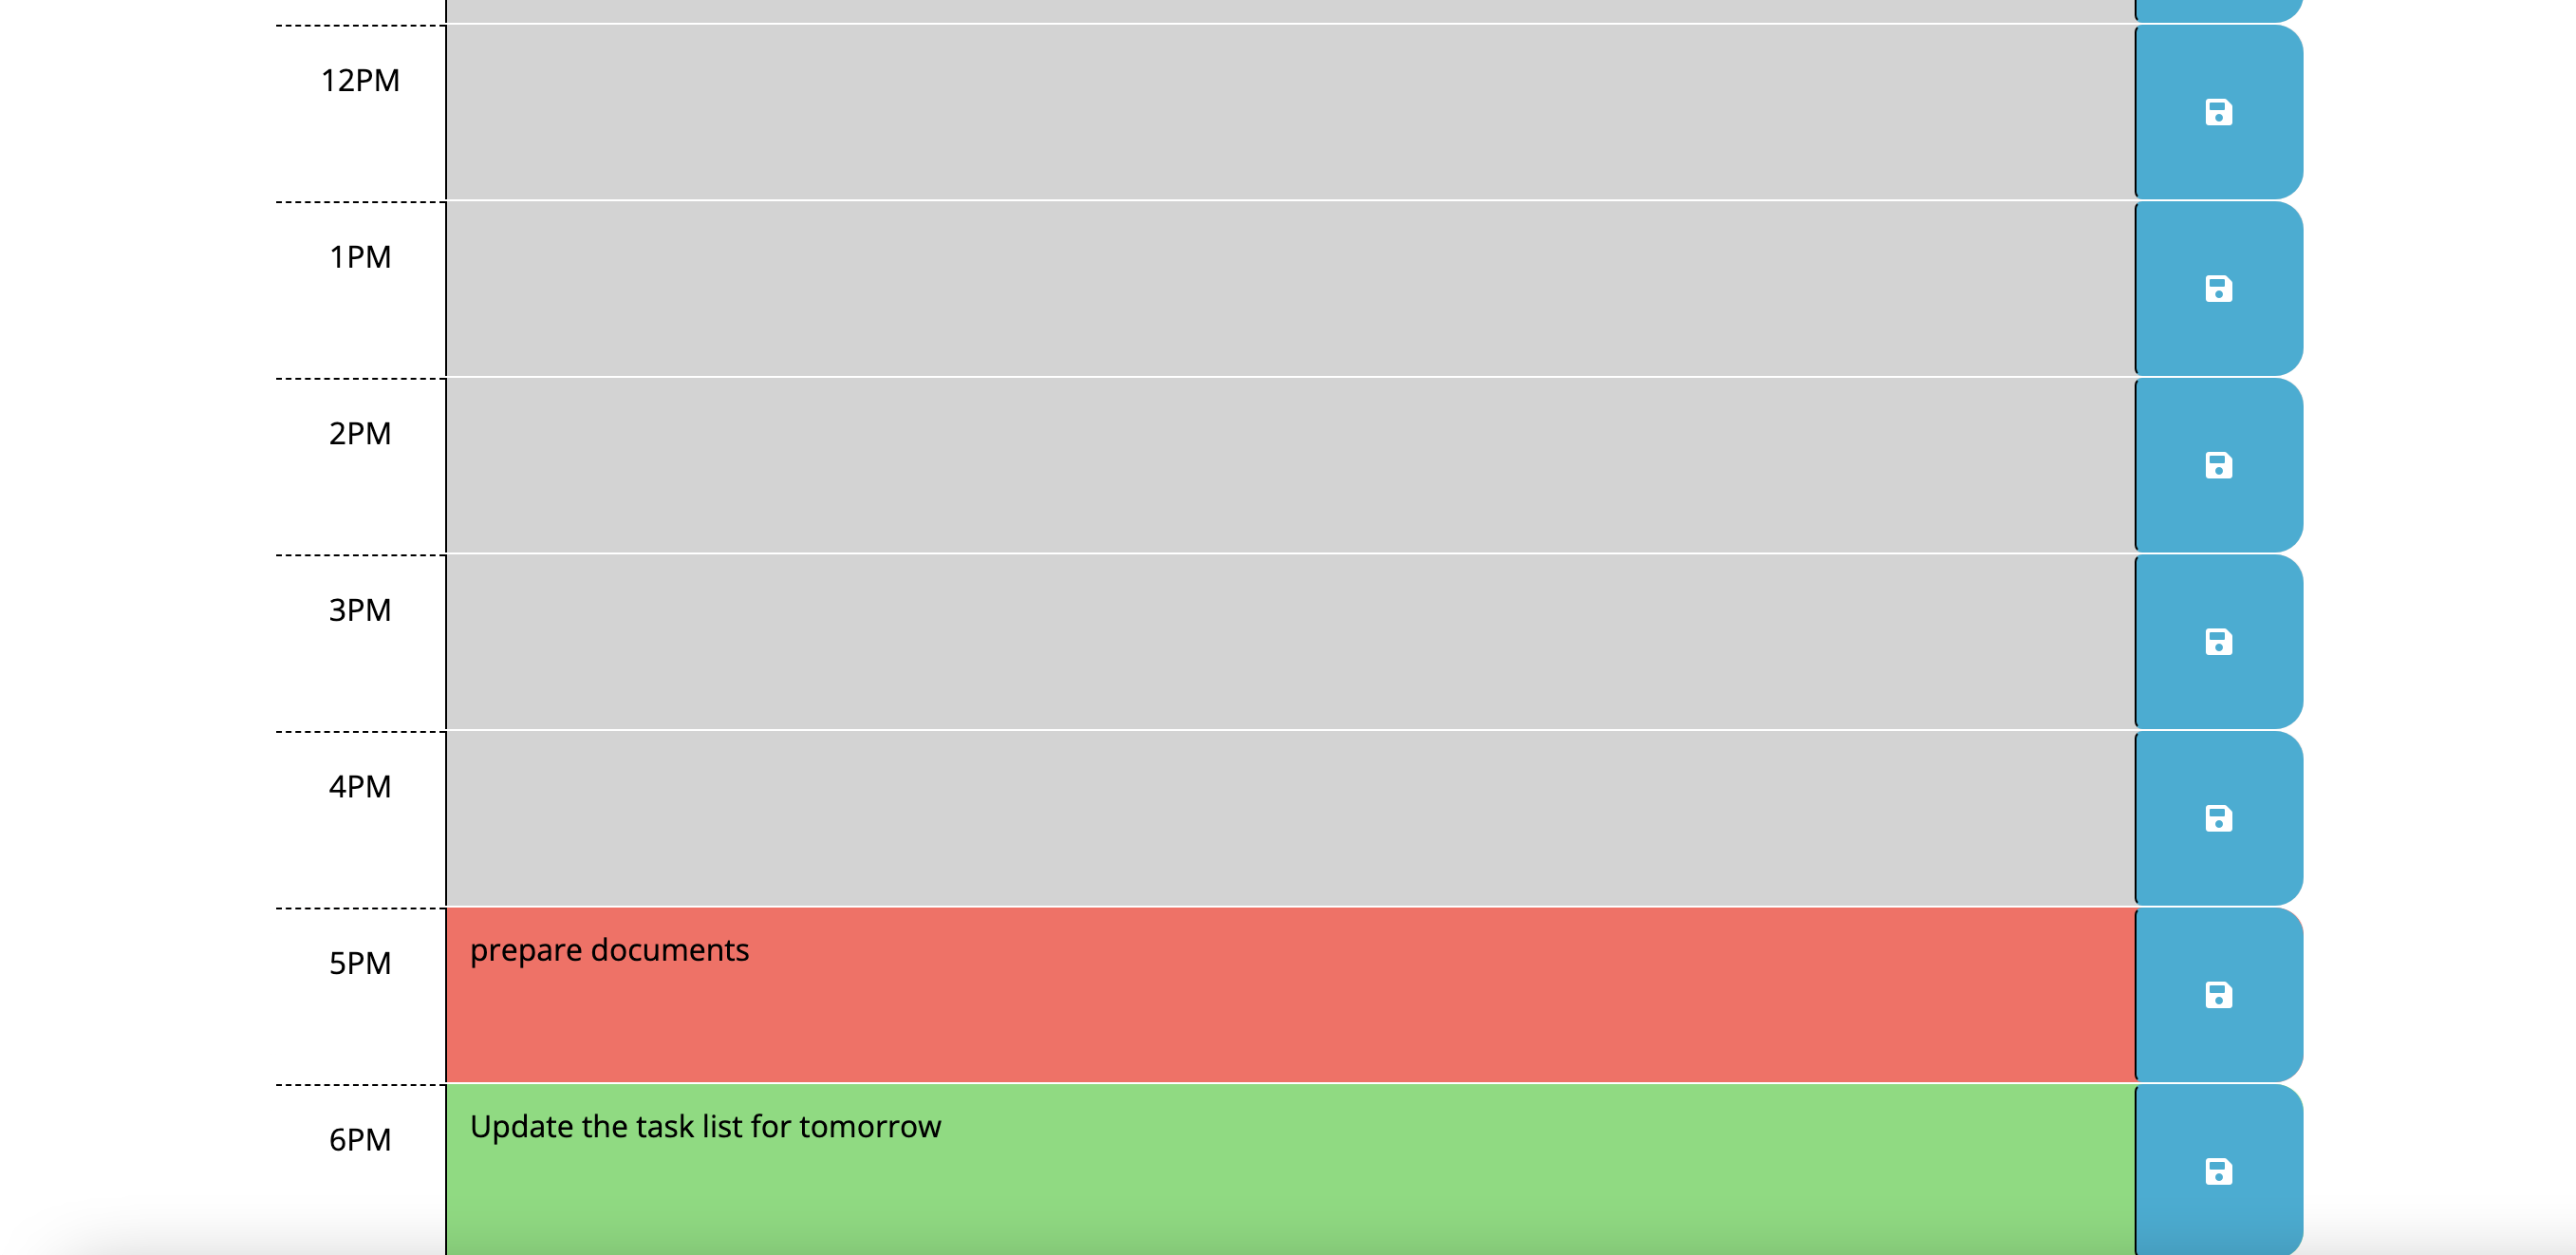 12PM
1PM
2PM
3PM
4PM
5PM prepare documents
6PM Update the task list for tomorrow